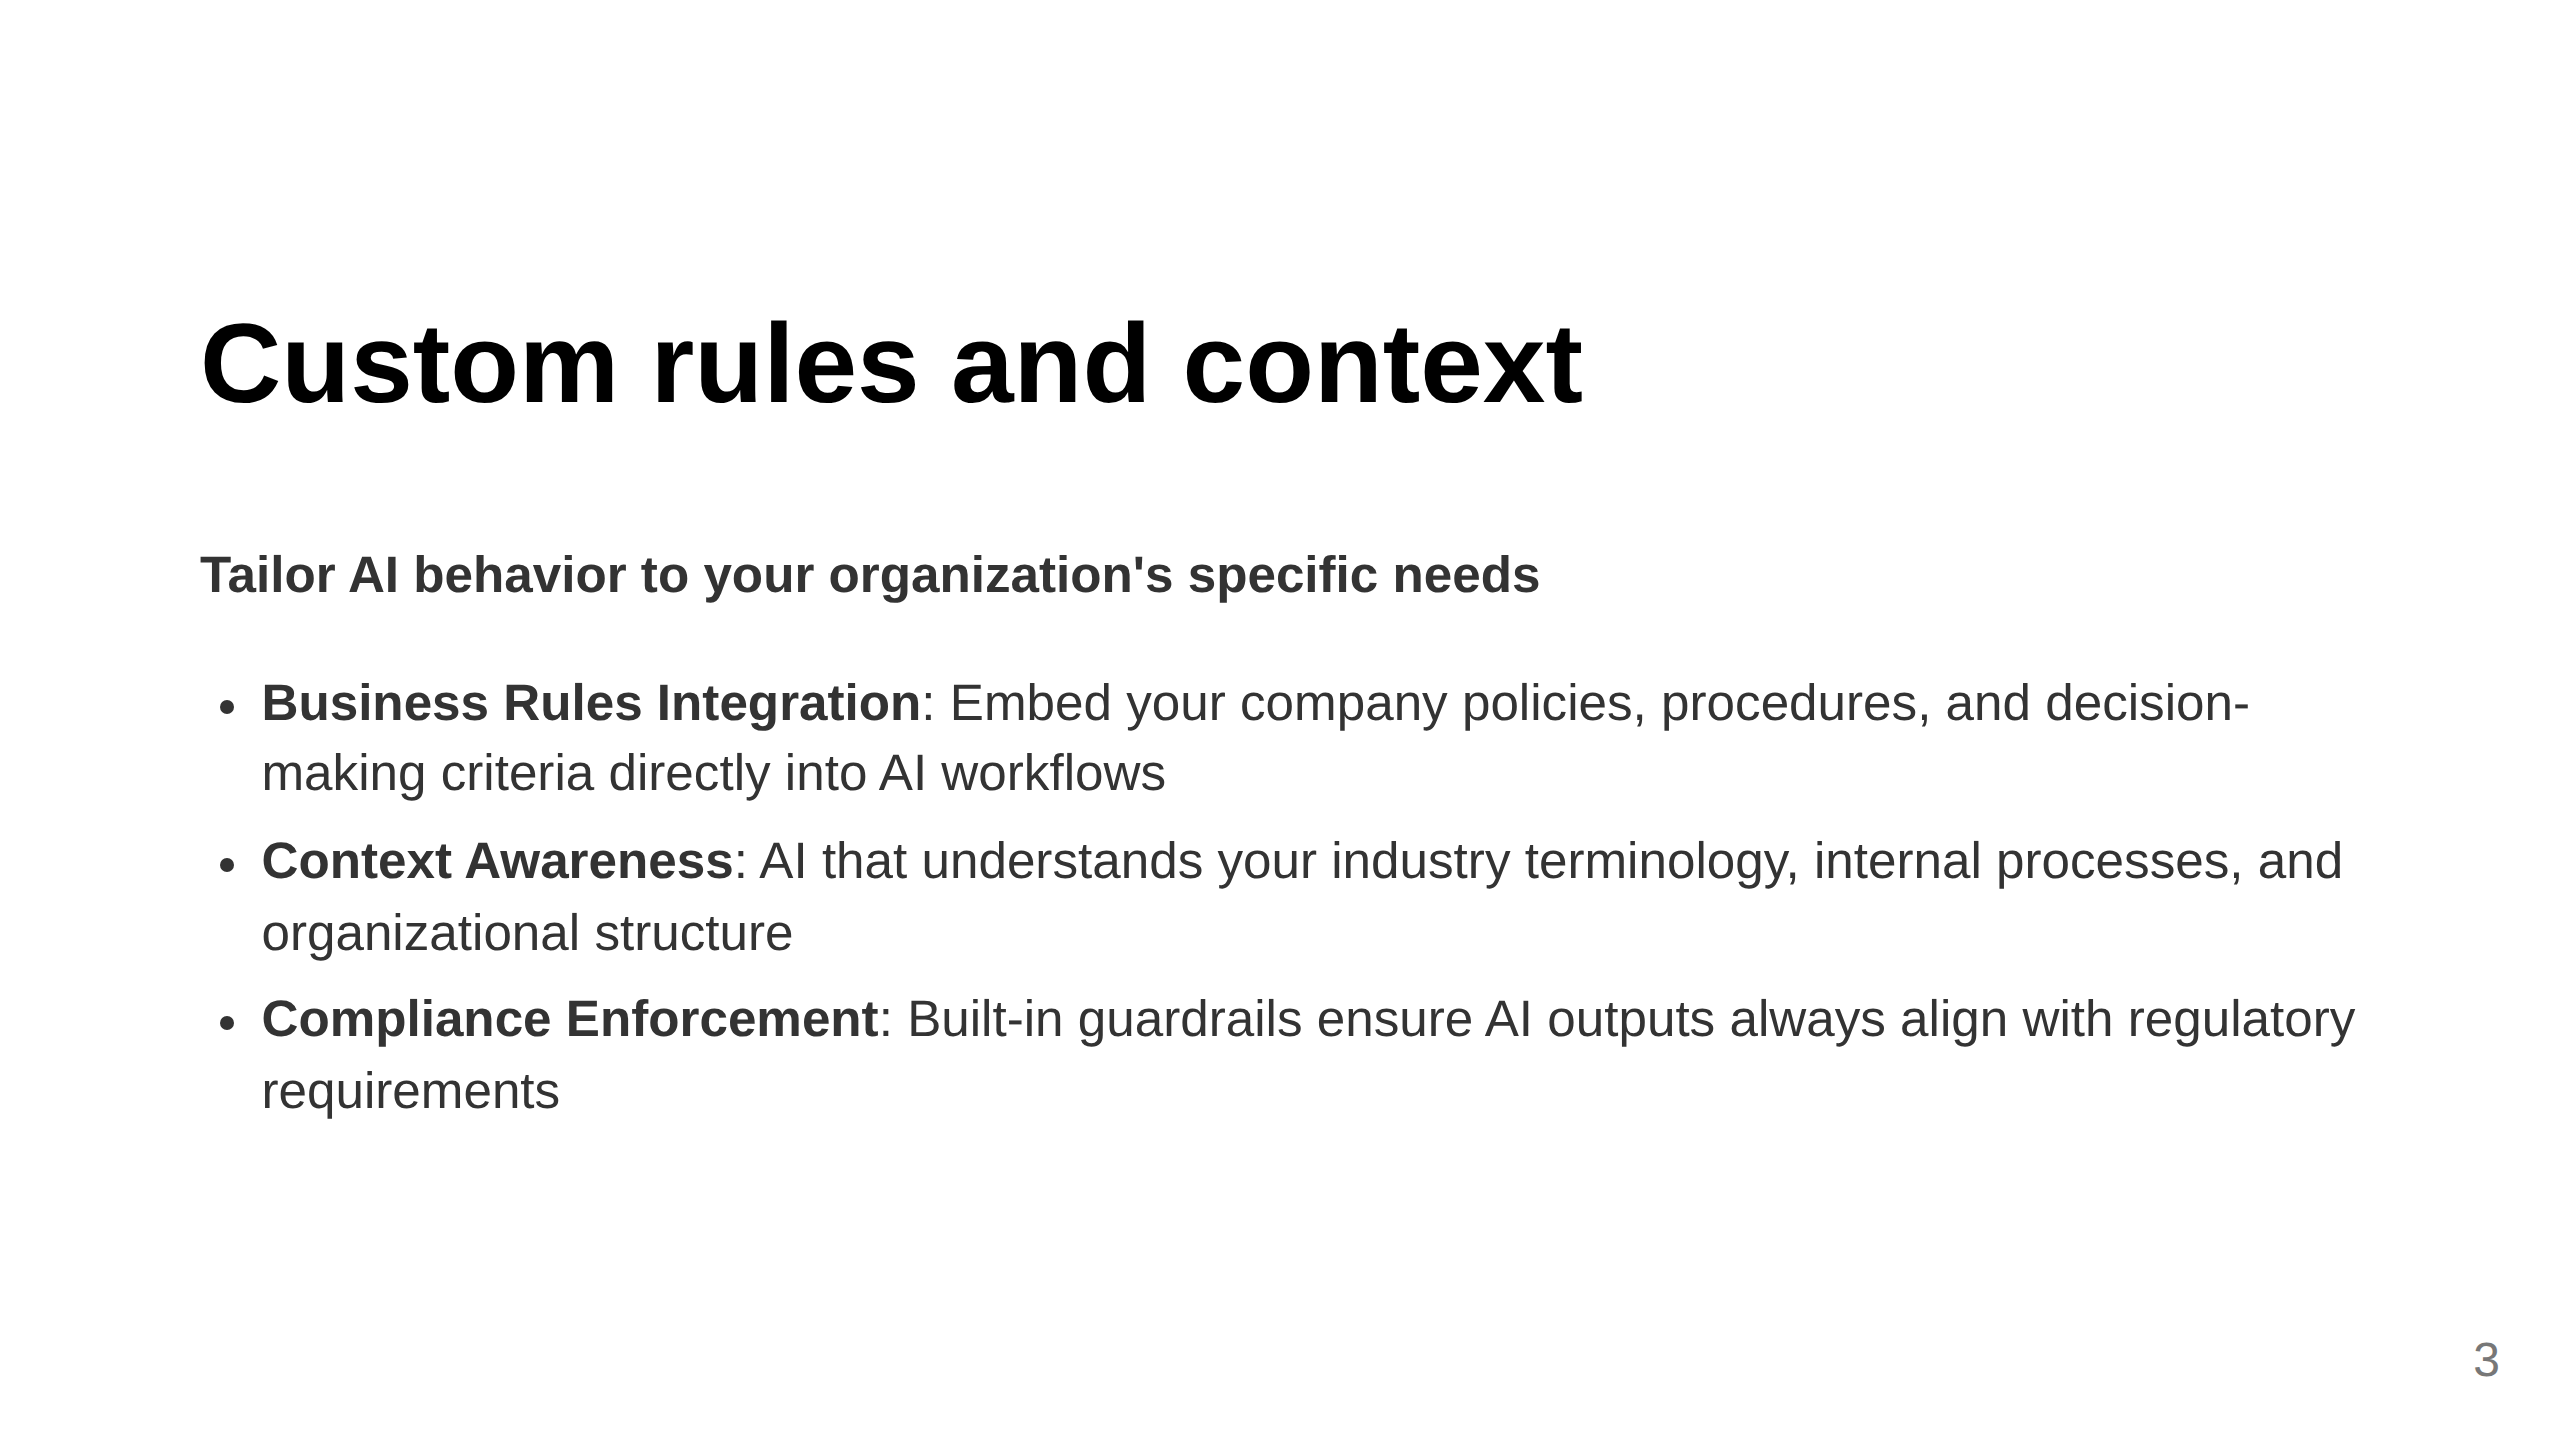 Custom rules and context
Tailor AI behavior to your organization's specific needs
• Business Rules Integration: Embed your company policies, procedures, and decision-
making criteria directly into AI workflows
• Context Awareness: AI that understands your industry terminology, internal processes, and
organizational structure
• Compliance Enforcement: Built-in guardrails ensure AI outputs always align with regulatory
requirements
3